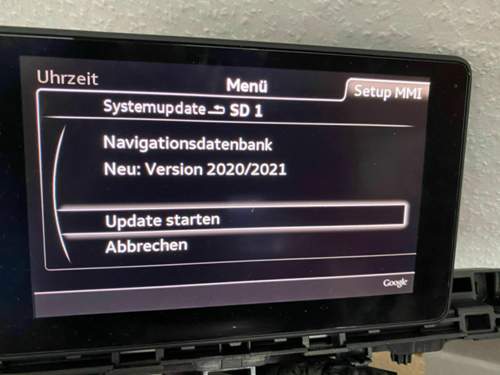 Uhrzeit
Menü
Setup MMI
Systemupdate SD 1
Navigationsdatenbank
Neu: Version 2020/2021
Update starten
Abbrechen
Google